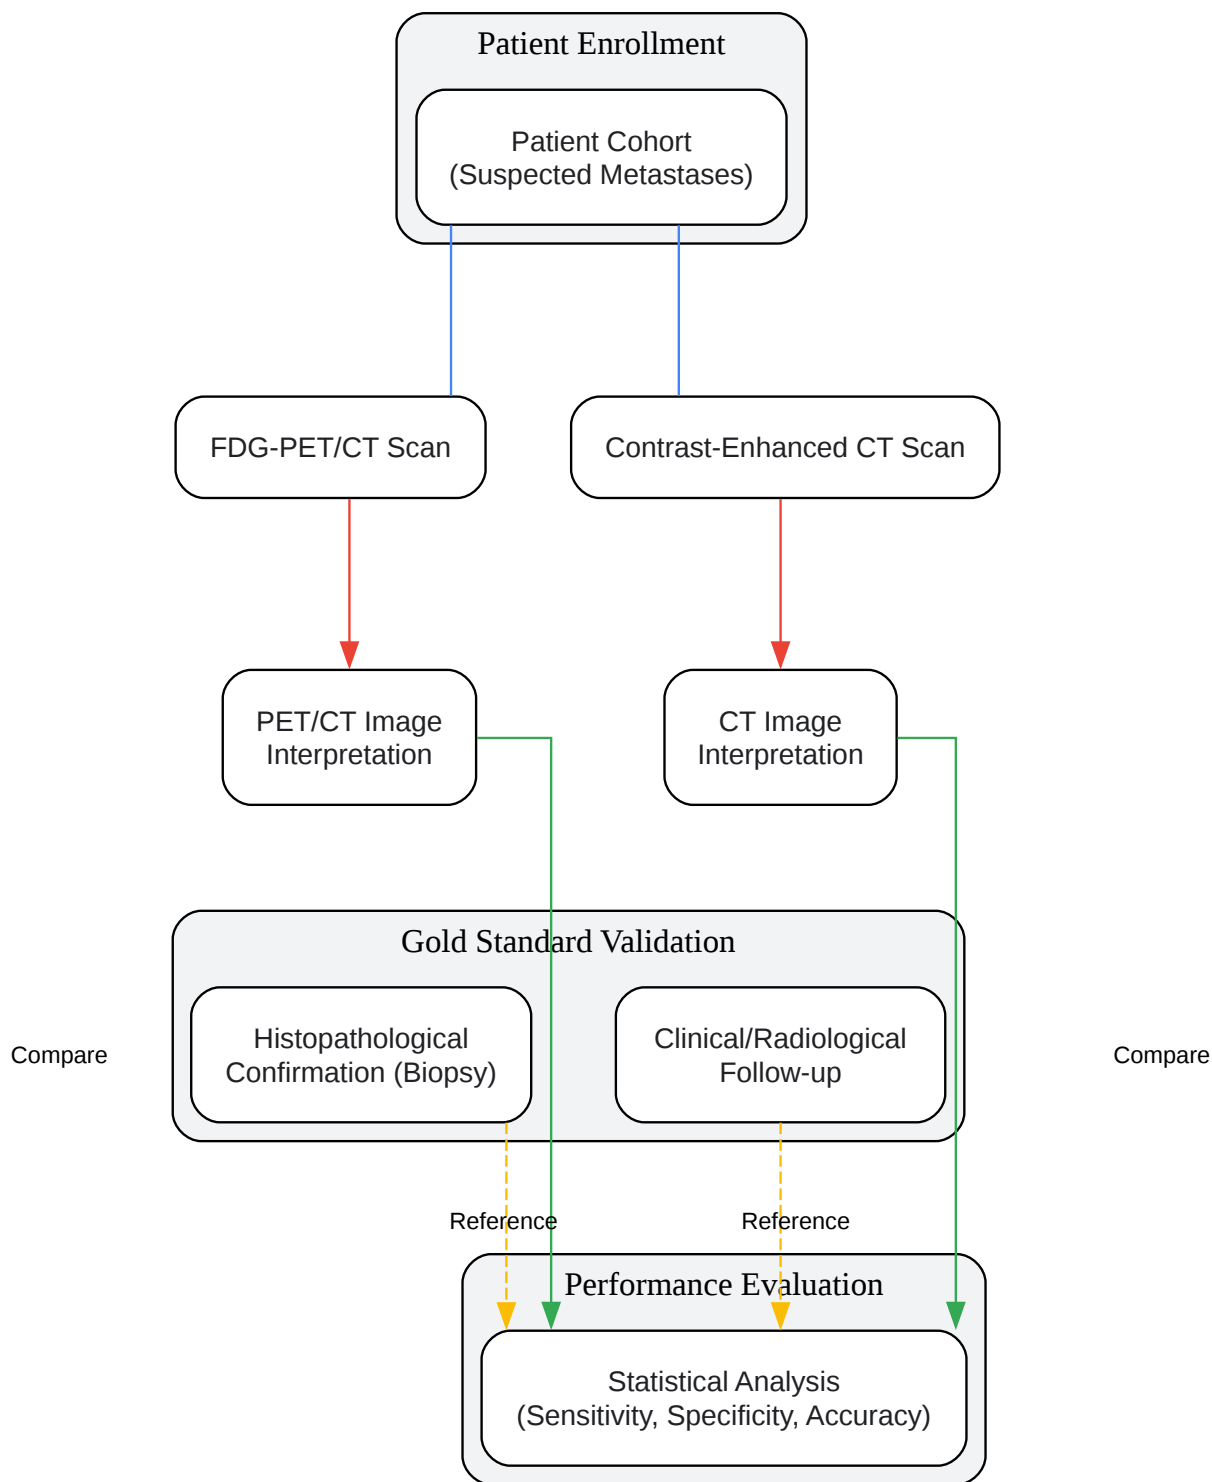 Patient Enrollment
Patient Cohort
(Suspected Metastases)
FDG-PET/CT Scan
Contrast-Enhanced CT Scan
PET/CT Image
Interpretation
CT Image
Interpretation
Gold Standard Validation
Histopathological
Confirmation (Biopsy)
Clinical/Radiological
Follow-up
Compare
Compare
Reference
Reference
Performance Evaluation
Statistical Analysis
(Sensitivity, Specificity, Accuracy)